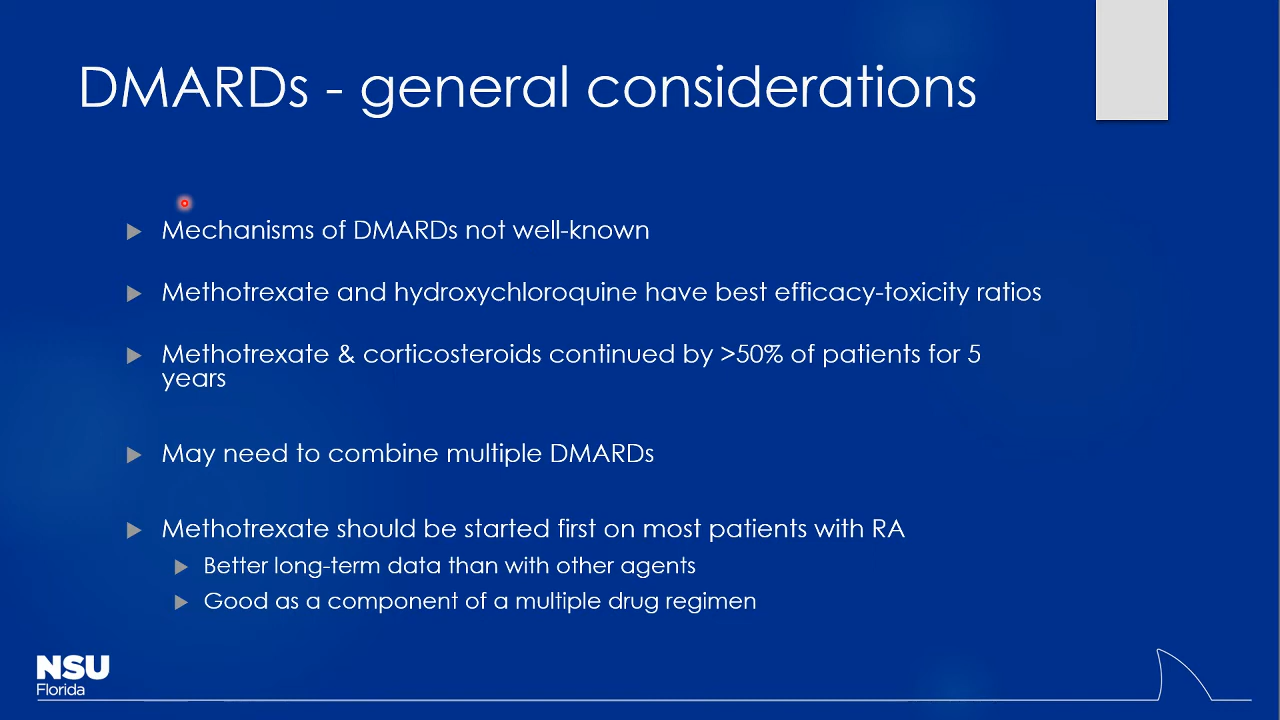 DMARDs - general considerations
Mechanisms of DMARDs not well-known
Methotrexate and hydroxychloroquine have best efficacy-toxicity ratios
Methotrexate & corticosteroids continued by >50% of patients for 5
years
May need to combine multiple DMARDs
Methotrexate should be started first on most patients with RA
Better long-term data than with other agents
Good as a component of a multiple drug regimen
NSU
Florida